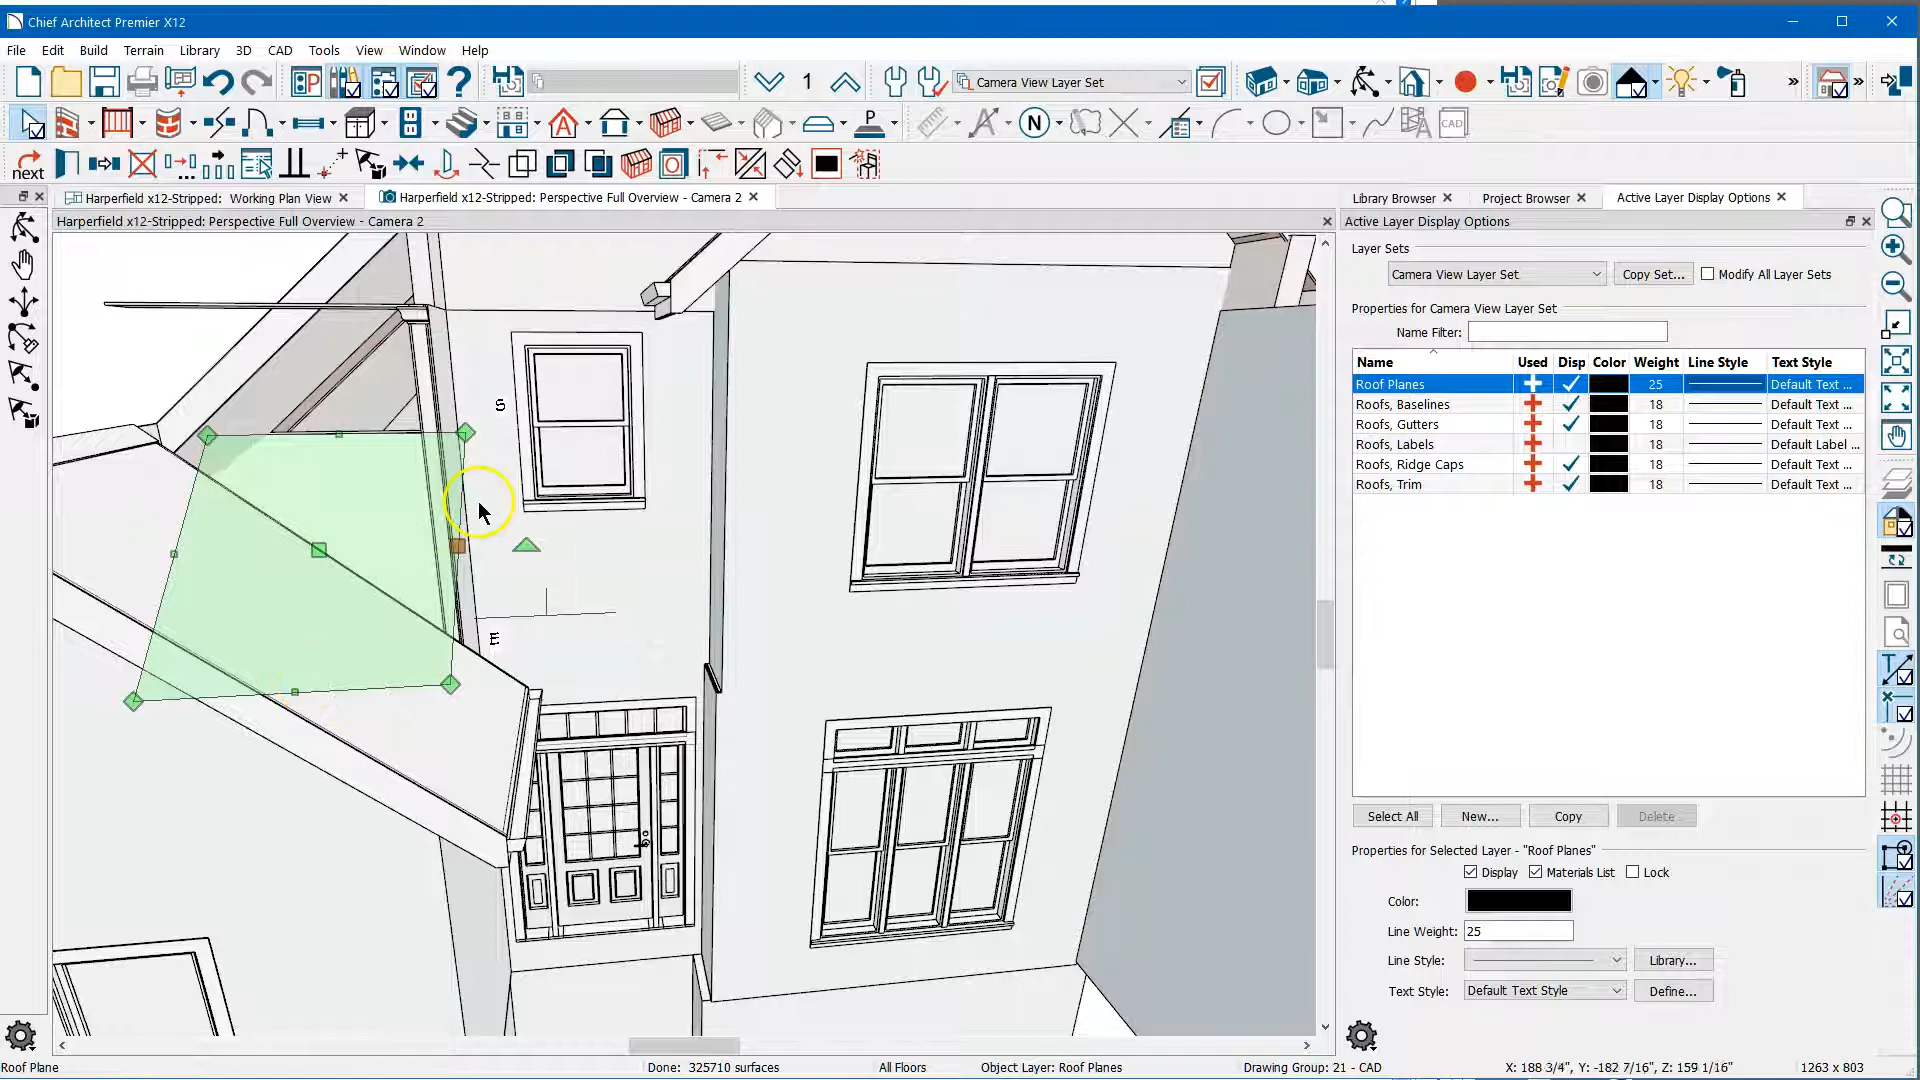 Chief Architect Premier X12
File Edit Build Terrain Library 3D CAD Tools View Window Help
1
Camera View Layer Set
P
N
CAD
next
Harperfield x12-Stripped: Working Plan View
Harperfield x12-Stripped: Perspective Full Overview - Camera 2
Library Browser
Project Browser
Active Layer Display Options
Harperfield x12-Stripped: Perspective Full Overview - Camera 2
Active Layer Display Options
Layer Sets
Camera View Layer Set
Copy Set...
Modify All Layer Sets
Properties for Camera View Layer Set
Name Filter:
Name Used Disp Color Weight Line Style Text Style
Roof Planes 25 Default Text ...
Roofs, Baselines 18 Default Text ...
Roofs, Gutters 18 Default Text ...
Roofs, Labels 18 Default Label ...
Roofs, Ridge Caps 18 Default Text ...
Roofs, Trim 18 Default Text ...
S
E
Select All New... Copy Delete
Properties for Selected Layer - "Roof Planes"
Display Materials List Lock
Color:
Line Weight: 25
Line Style: Library...
Text Style: Default Text Style Define...
Roof Plane
Done: 325710 surfaces
All Floors
Object Layer: Roof Planes
Drawing Group: 21 - CAD
X: 188 3/4", Y: -182 7/16", Z: 159 1/16"
1263 x 803